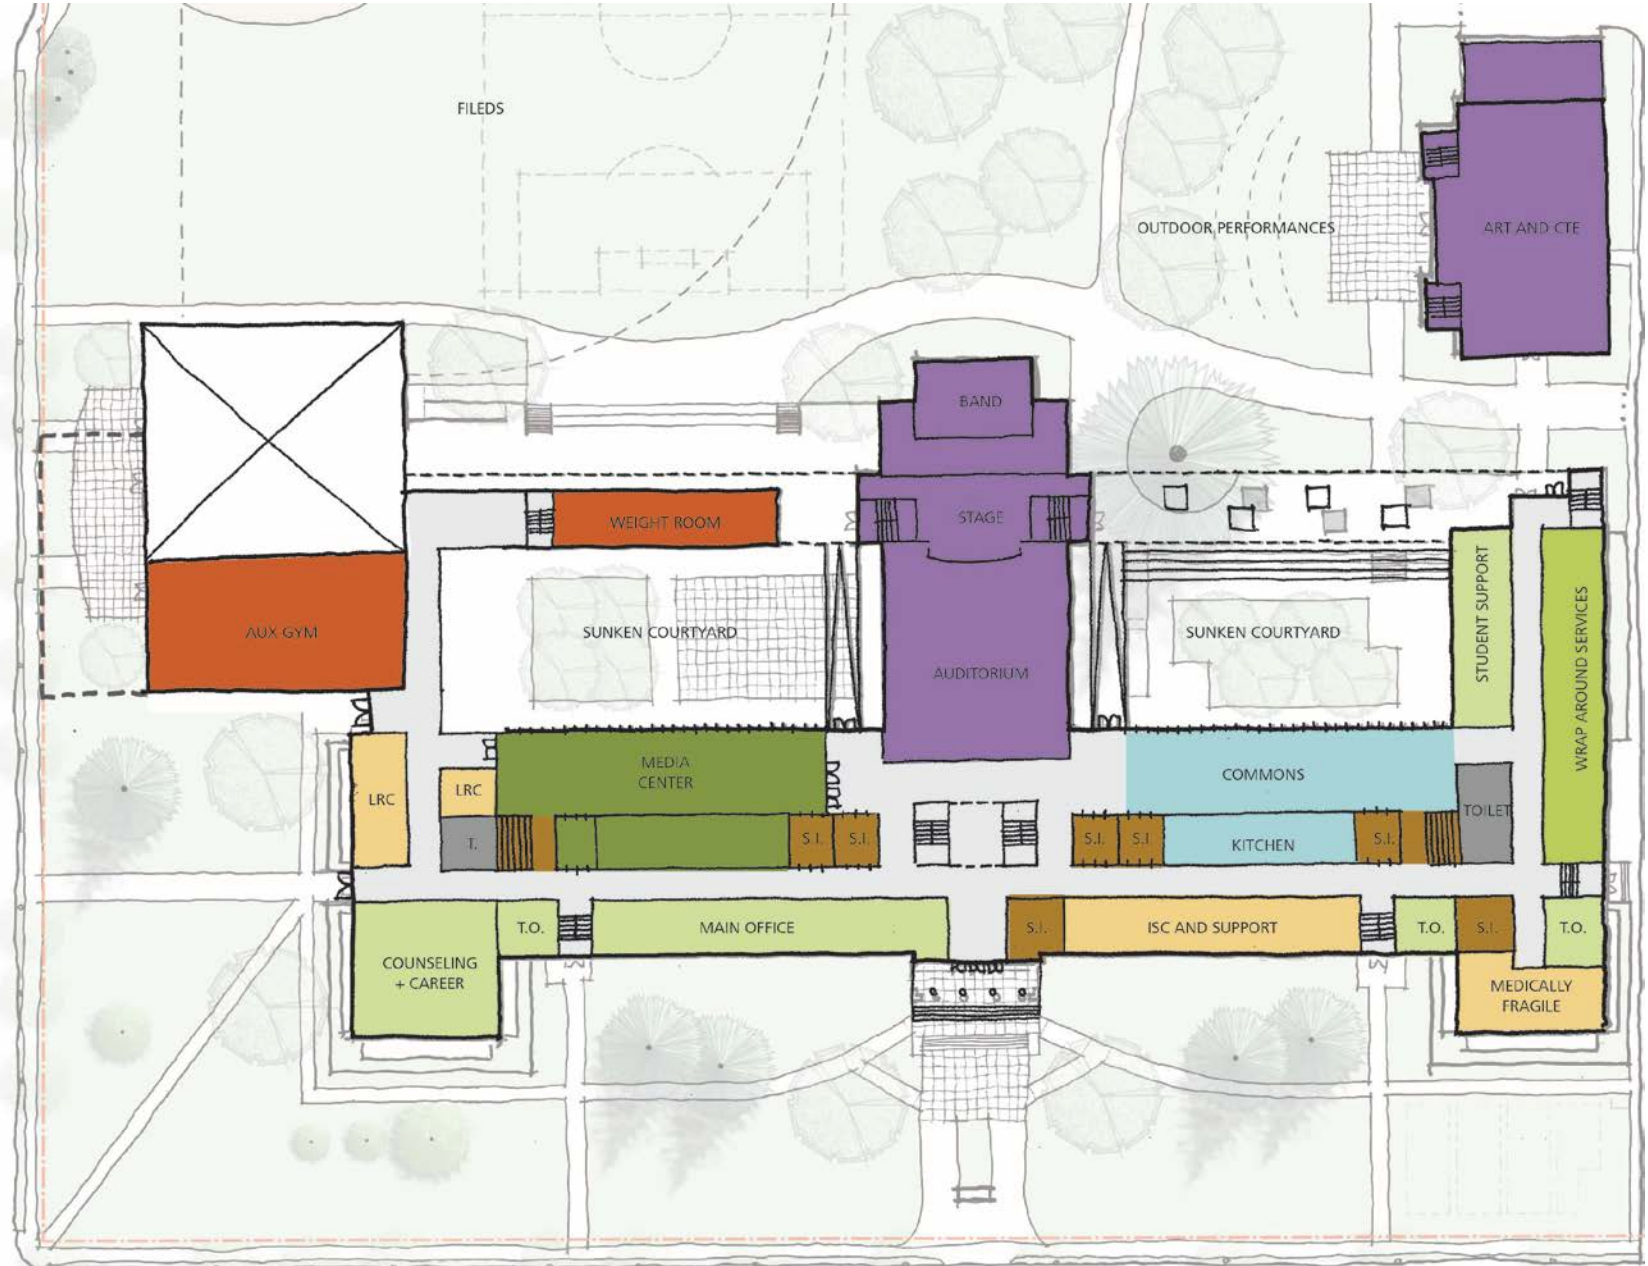 FILEDS
OUTDOOR PERFORMANCES
ART AND CTE
BAND
WEIGHT ROOM
STAGE
AUX GYM
SUNKEN COURTYARD
AUDITORIUM
SUNKEN COURTYARD
STUDENT SUPPORT
WRAP AROUND SERVICES
MEDIA
CENTER
COMMONS
LRC
LRC
TOILET
T.
S.I.
S.I.
S.I.
S.I.
KITCHEN
S.I.
T.O.
MAIN OFFICE
S.I.
ISC AND SUPPORT
T.O.
S.I.
T.O.
COUNSELING
+ CAREER
MEDICALLY
FRAGILE